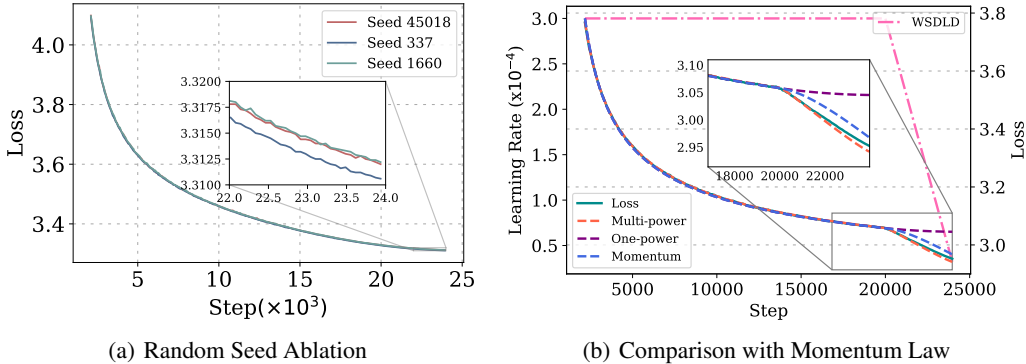 Seed 45018
Seed 337
Seed 1660
4.0
3.8
3.6
3.4
Loss
3.3200
3.3175
3.3150
3.3125
3.3100
22.0 22.5 23.0 23.5 24.0
5 10 15 20 25
Step(×10³)
(a) Random Seed Ablation
WSDLD
3.0
2.5
2.0
1.5
1.0
0.5
Learning Rate (x10⁻⁴)
3.8
3.6
3.4
3.2
3.0
Loss
3.10
3.05
3.00
2.95
18000 20000 22000
Loss
Multi-power
One-power
Momentum
5000 10000 15000 20000
Step
(b) Comparison with Momentum Law